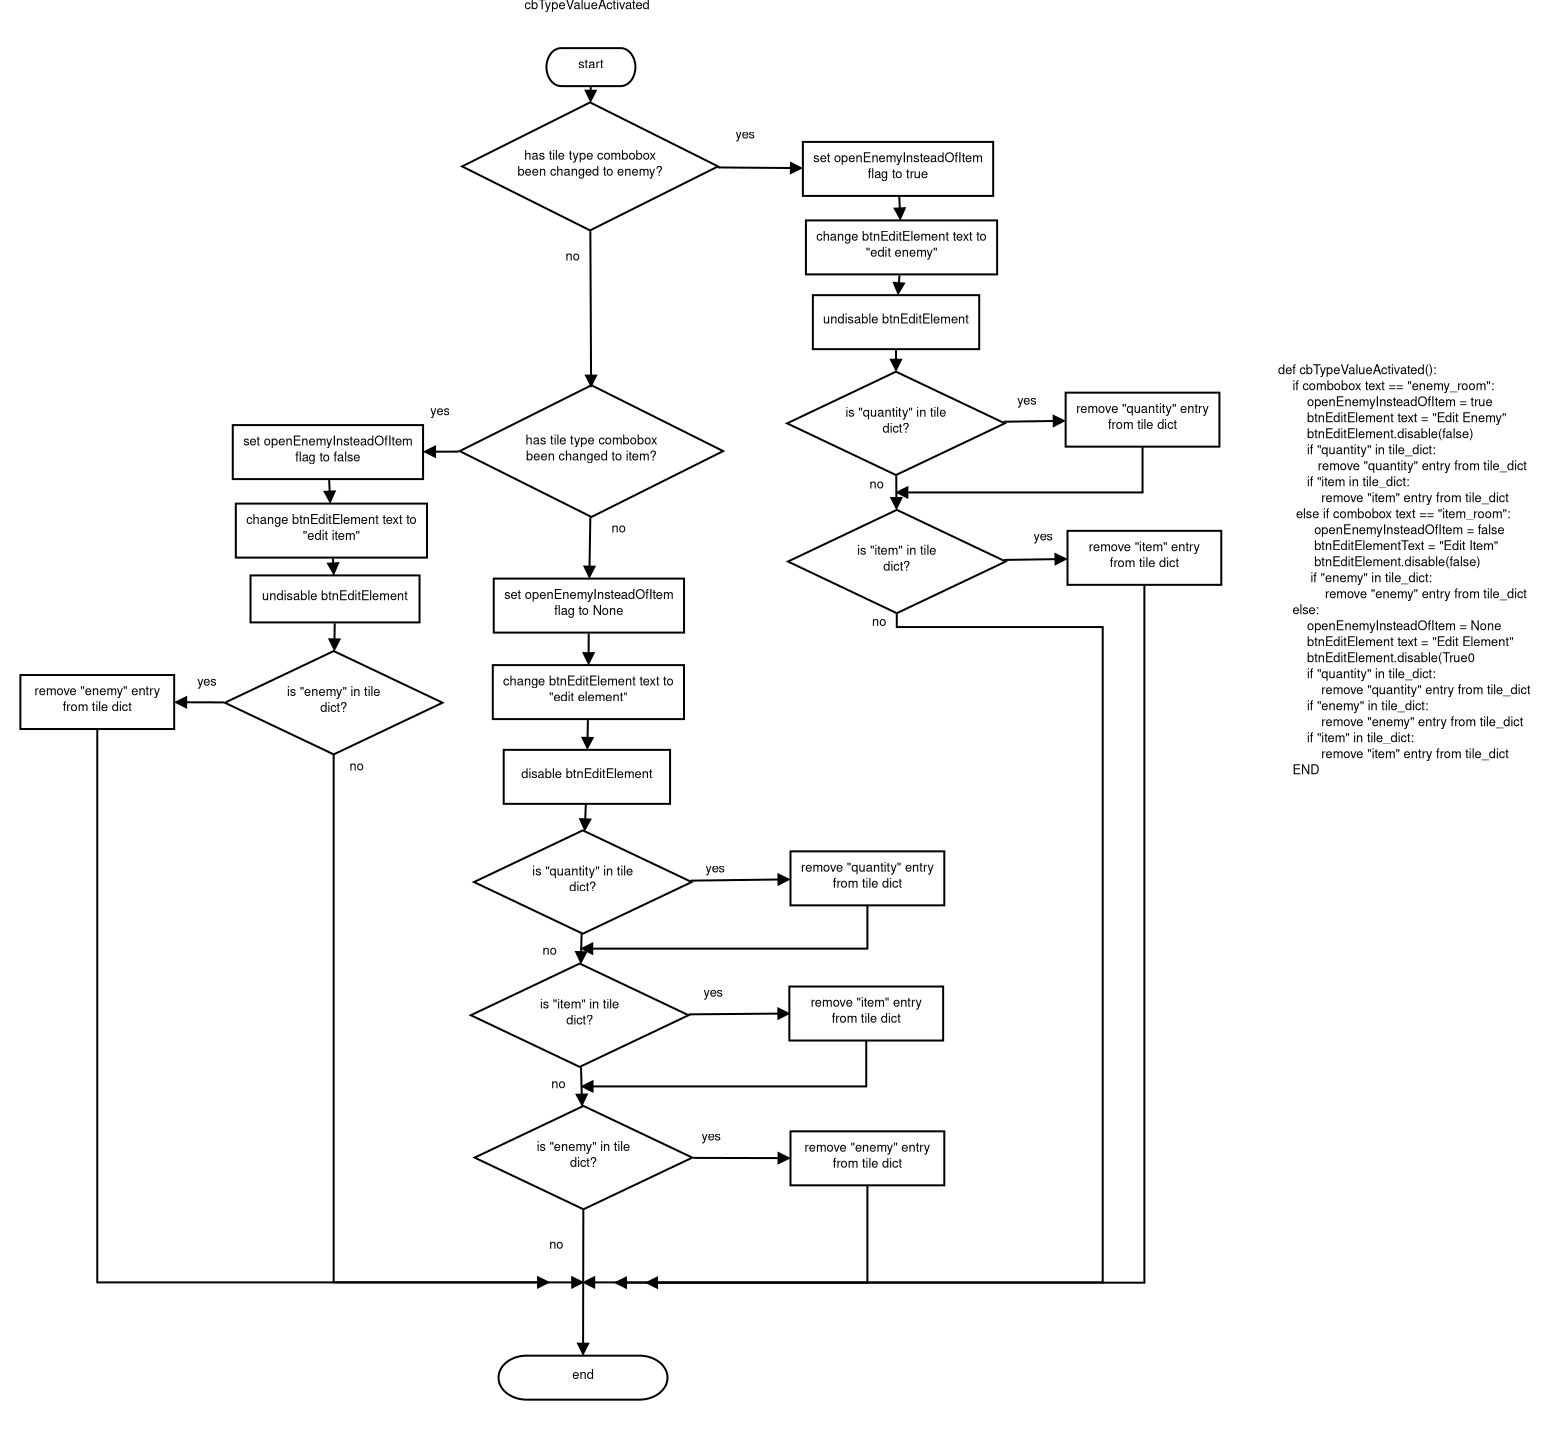 cbTypeValueActivated
start
has tile type combobox
been changed to enemy?
yes
set openEnemyInsteadOfItem
flag to true
change btnEditElement text to
"edit enemy"
undisable btnEditElement
is "quantity" in tile
dict?
yes
remove "quantity" entry
from tile dict
no
is "item" in tile
dict?
yes
remove "item" entry
from tile dict
no
no
has tile type combobox
been changed to item?
yes
set openEnemyInsteadOfItem
flag to false
change btnEditElement text to
"edit item"
undisable btnEditElement
is "enemy" in tile
dict?
yes
remove "enemy" entry
from tile dict
no
no
set openEnemyInsteadOfItem
flag to None
change btnEditElement text to
"edit element"
disable btnEditElement
is "quantity" in tile
dict?
yes
remove "quantity" entry
from tile dict
no
is "item" in tile
dict?
yes
remove "item" entry
from tile dict
no
is "enemy" in tile
dict?
yes
remove "enemy" entry
from tile dict
no
end
def cbTypeValueActivated():
if combobox text == "enemy_room":
openEnemyInsteadOfItem = true
btnEditElement text = "Edit Enemy"
btnEditElement.disable(false)
if "quantity" in tile_dict:
remove "quantity" entry from tile_dict
if "item in tile_dict:
remove "item" entry from tile_dict
else if combobox text == "item_room":
openEnemyInsteadOfItem = false
btnEditElementText = "Edit Item"
btnEditElement.disable(false)
if "enemy" in tile_dict:
remove "enemy" entry from tile_dict
else:
openEnemyInsteadOfItem = None
btnEditElement text = "Edit Element"
btnEditElement.disable(True0
if "quantity" in tile_dict:
remove "quantity" entry from tile_dict
if "enemy" in tile_dict:
remove "enemy" entry from tile_dict
if "item" in tile_dict:
remove "item" entry from tile_dict
END